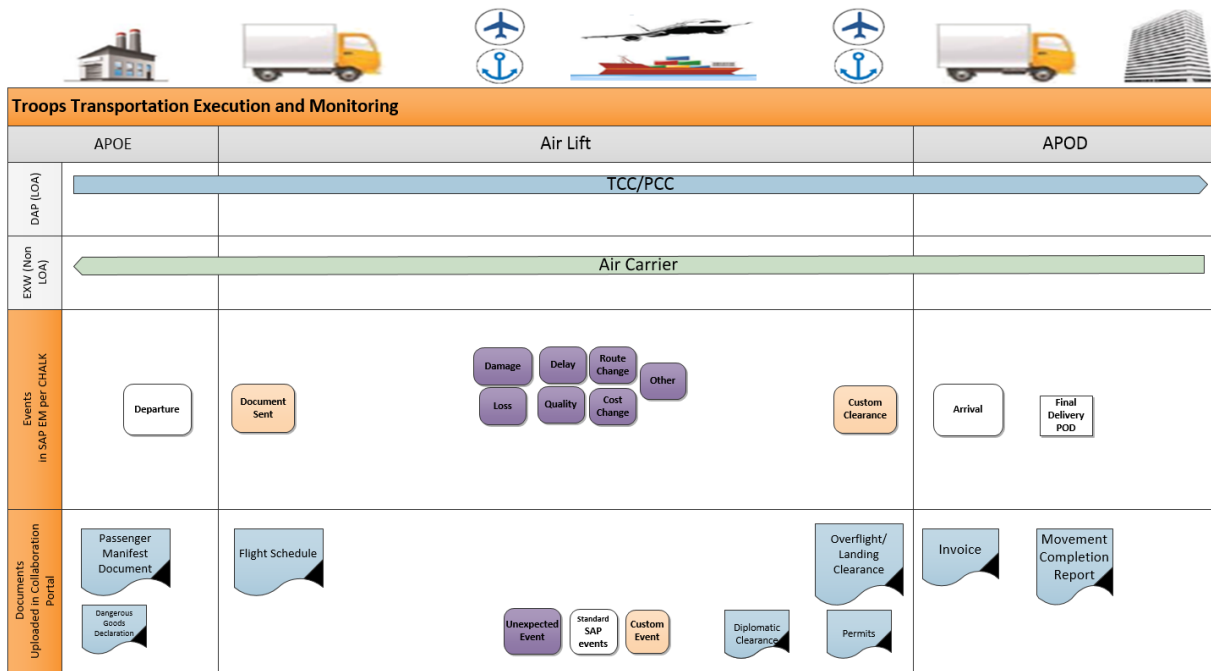 Troops Transportation Execution and Monitoring
APOE
Air Lift
APOD
DAP (LOA)
TCC/PCC
EXW (Non
LOA)
Air Carrier
Events
in SAP EM per CHALK
Departure
Document
Sent
Damage
Delay
Route
Change
Other
Loss
Quality
Cost
Change
Custom
Clearance
Arrival
Final
Delivery
POD
Documents
Uploaded in Collaboration
Portal
Passenger
Manifest
Document
Dangerous
Goods
Declaration
Flight Schedule
Unexpected
Event
Standard
SAP
events
Custom
Event
Diplomatic
Clearance
Overflight/
Landing
Clearance
Permits
Invoice
Movement
Completion
Report